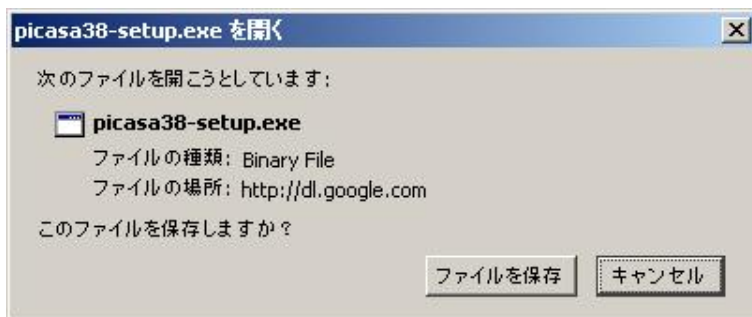 picasa38-setup.exe を開く
次のファイルを開こうとしています:
picasa38-setup.exe
ファイルの種類: Binary File
ファイルの場所: http://dl.google.com
このファイルを保存しますか?
ファイルを保存 キャンセル